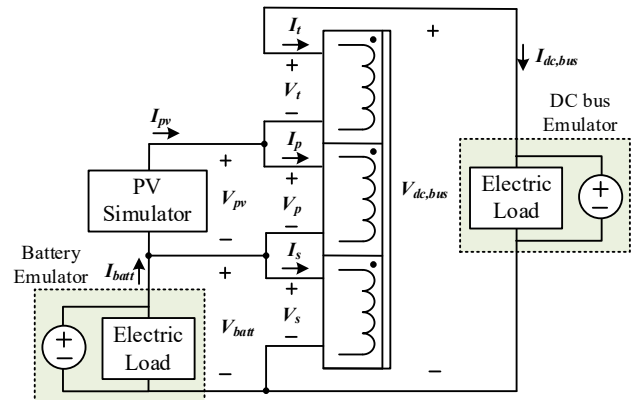 I_t
+
V_t
−
I_p
+
V_p
−
I_s
+
V_s
−
I_pv
PV
Simulator
+
V_pv
−
Battery
Emulator
I_batt
+
−
Electric
Load
+
V_batt
−
+
V_dc,bus
−
I_dc,bus
DC bus
Emulator
Electric
Load
+
−